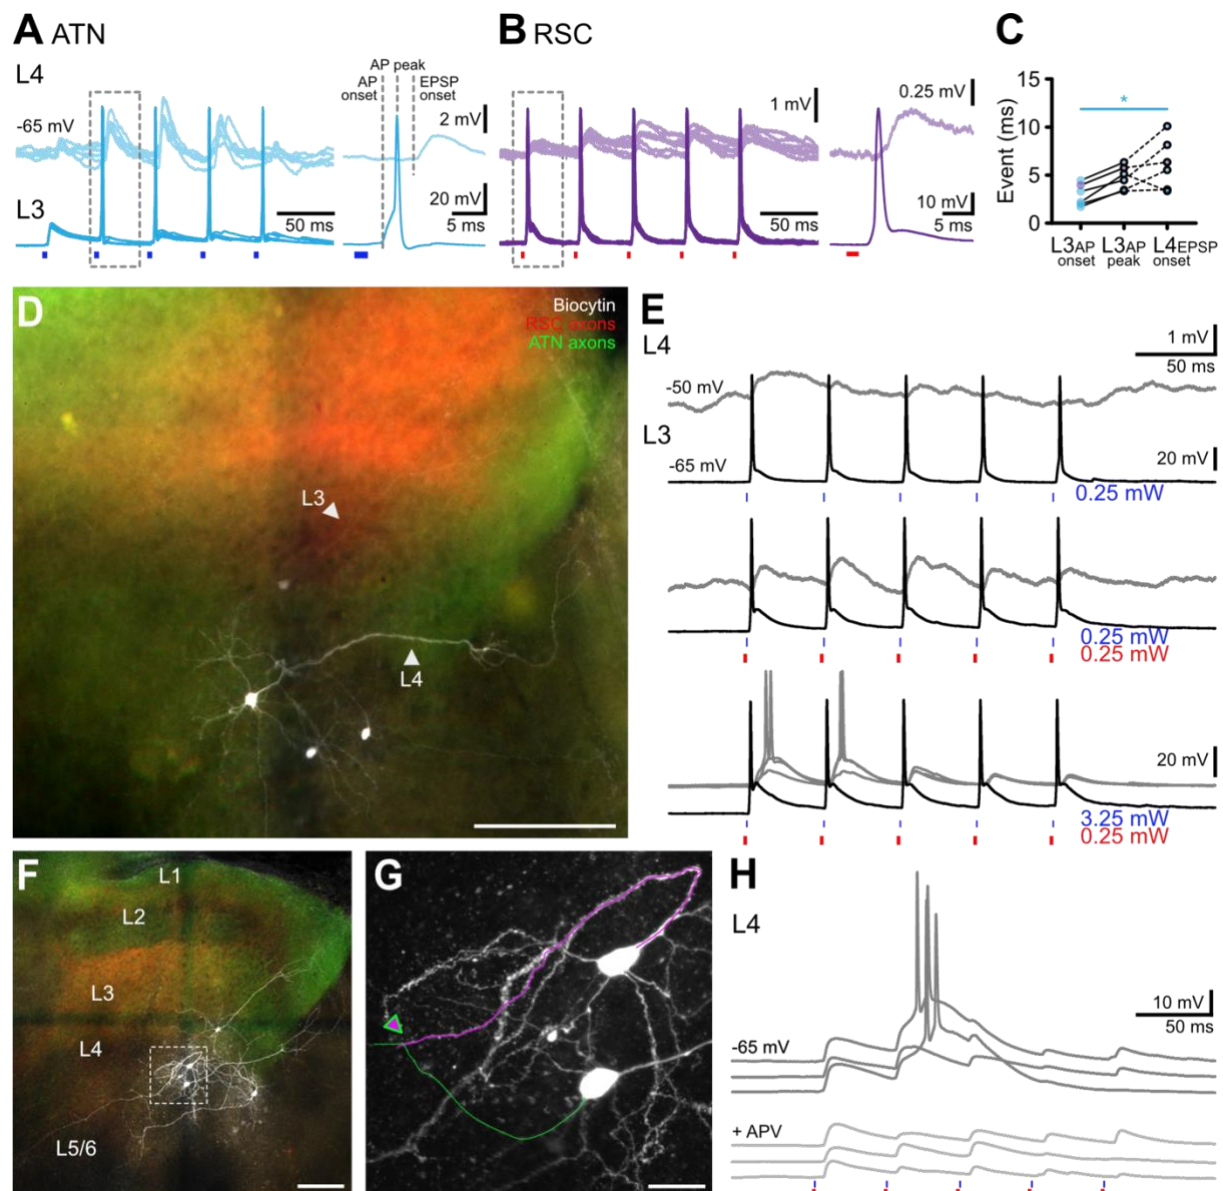 A ATN
L4
-65 mV
AP peak
AP onset
EPSP onset
2 mV
L3
50 ms
20 mV
5 ms
B RSC
1 mV
0.25 mV
50 ms
10 mV
5 ms
C
*
15
10
5
0
Event (ms)
L3AP onset
L3AP peak
L4EPSP onset
D
Biocytin
RSC axons
ATN axons
L3
L4
E
L4
1 mV
50 ms
-50 mV
L3
-65 mV
20 mV
0.25 mW
0.25 mW
0.25 mW
20 mV
3.25 mW
0.25 mW
F
L1
L2
L3
L4
L5/6
G
H
L4
10 mV
50 ms
-65 mV
+ APV